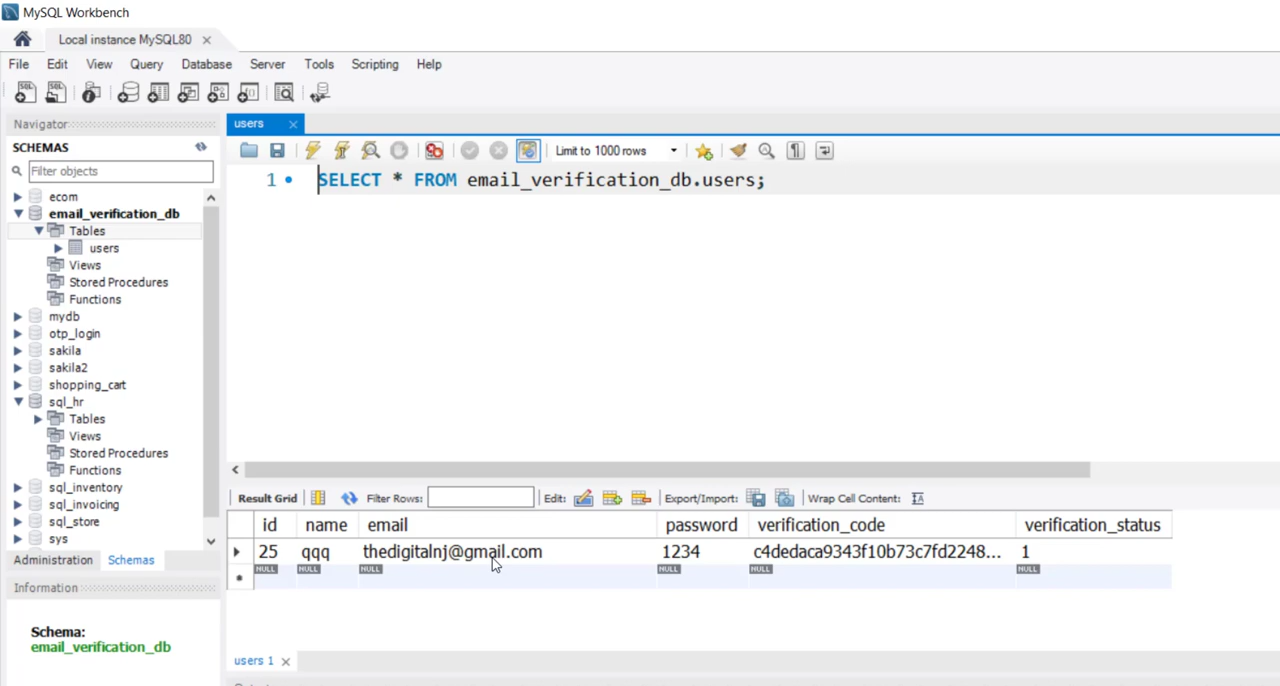 MySQL Workbench
Local instance MySQL80
File Edit View Query Database Server Tools Scripting Help
Navigator
SCHEMAS
Filter objects
ecom
email_verification_db
Tables
users
Views
Stored Procedures
Functions
mydb
otp_login
sakila
sakila2
shopping_cart
sql_hr
Tables
Views
Stored Procedures
Functions
sql_inventory
sql_invoicing
sql_store
sys
Administration Schemas
Information
Schema:
email_verification_db
users
Limit to 1000 rows
1 SELECT * FROM email_verification_db.users;
Result Grid Filter Rows: Edit: Export/Import: Wrap Cell Content:
id name email password verification_code verification_status
25 qqq thedigitalnj@gmail.com 1234 c4dedaca9343f10b73c7fd2248... 1
NULL NULL NULL NULL NULL NULL
users 1